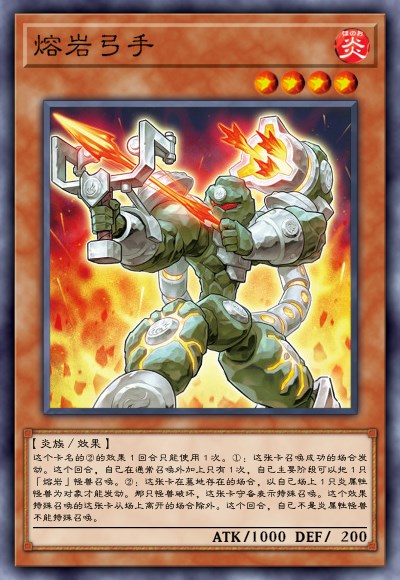 熔岩弓手
ほのお
炎
【炎族／效果】
这个卡名的②的效果1回合只能使用1次。①：这张卡召唤成功的场合发
动。这个回合，自己在通常召唤外加上只有1次，自己主要阶段可以把1只
「熔岩」怪兽召唤。②：这张卡在墓地存在的场合，以自己场上1只炎属性
怪兽为对象才能发动。那只怪兽破坏，这张卡守备表示特殊召唤。这个效果
特殊召唤的这张卡从场上离开的场合除外。这个回合，自己不是炎属性怪兽
不能特殊召唤。
ATK/1000 DEF/ 200